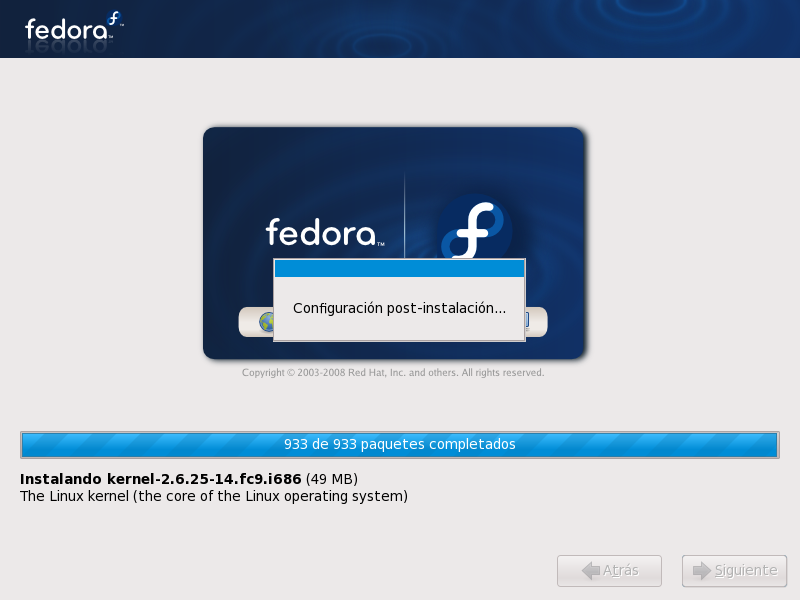 fedora™
fedora™
Configuración post-instalación...
Copyright © 2003-2008 Red Hat, Inc. and others. All rights reserved.
933 de 933 paquetes completados
Instalando kernel-2.6.25-14.fc9.i686 (49 MB)
The Linux kernel (the core of the Linux operating system)
Atrás
Siguiente